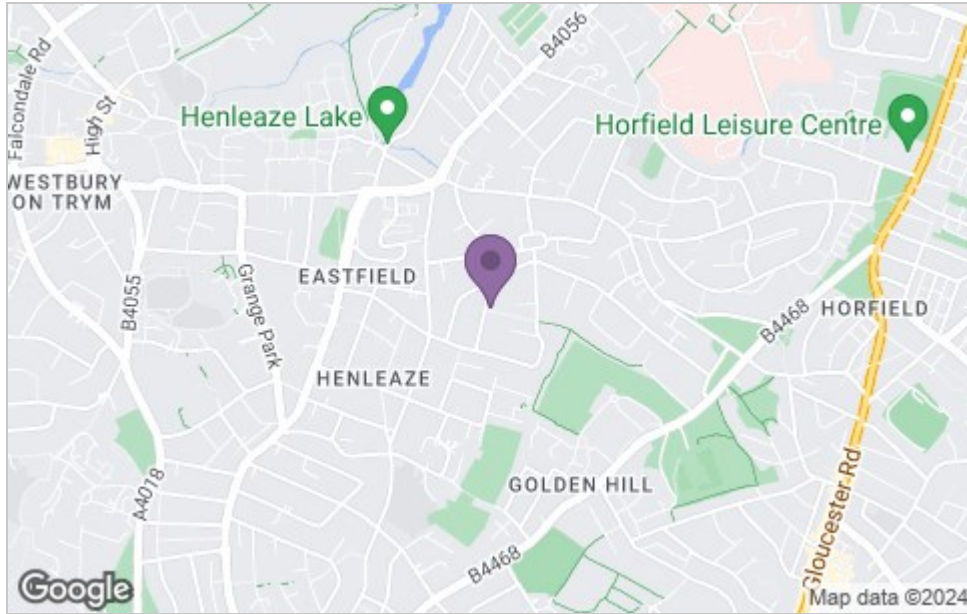 Falcondale Rd
High St
B4056
Henleaze Lake
Horfield Leisure Centre
WESTBURY
ON TRYM
B4055
Grange Park
EASTFIELD
B4468
HORFIELD
HENLEAZE
A4018
GOLDEN HILL
Gloucester Rd
B4468
Google
Map data ©2024